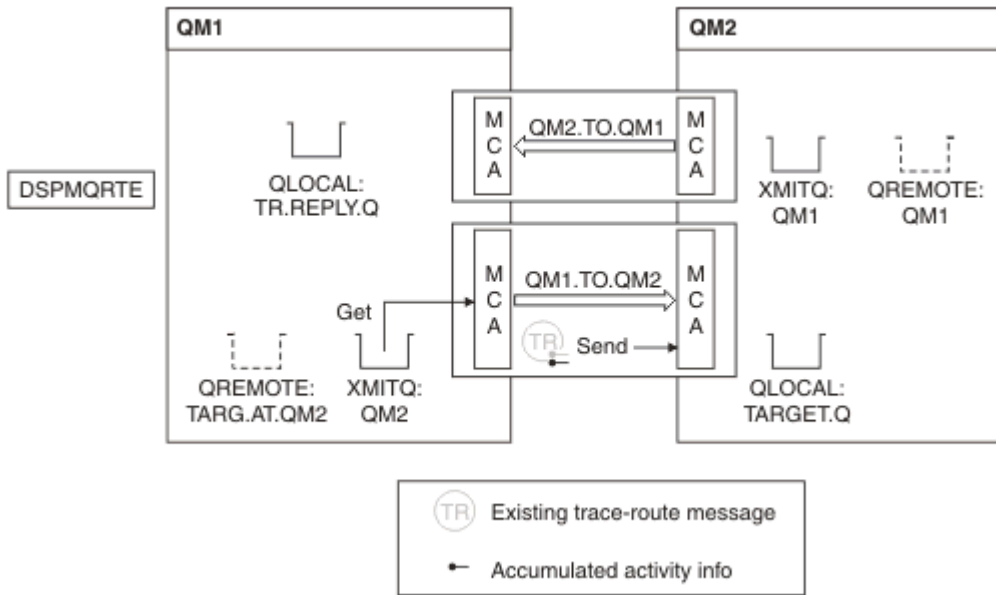 QM1
QM2
M
C
A
QM2.TO.QM1
M
C
A
DSPMQRTE
QLOCAL:
TR.REPLY.Q
XMITQ:
QM1
QREMOTE:
QM1
M
C
A
QM1.TO.QM2
M
C
A
Get
TR
Send
QREMOTE:
TARG.AT.QM2
XMITQ:
QM2
QLOCAL:
TARGET.Q
TR
Existing trace-route message
Accumulated activity info